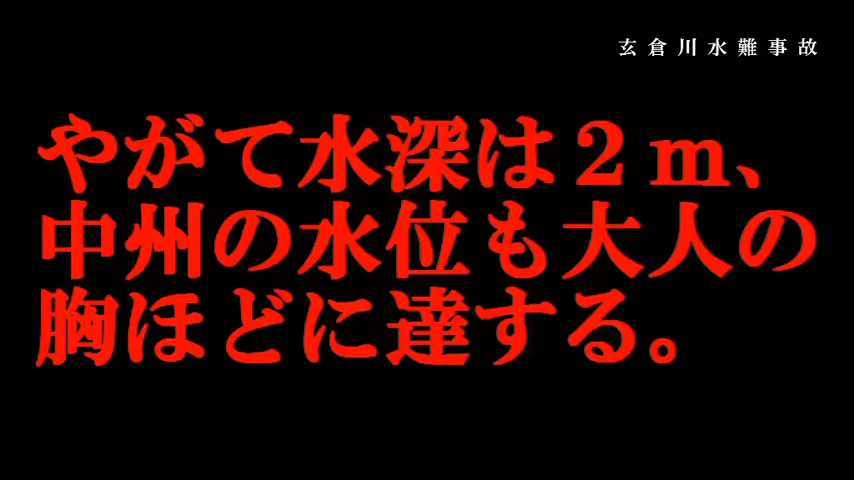 玄倉川水難事故
やがて水深は２ｍ、
中州の水位も大人の
胸ほどに達する。